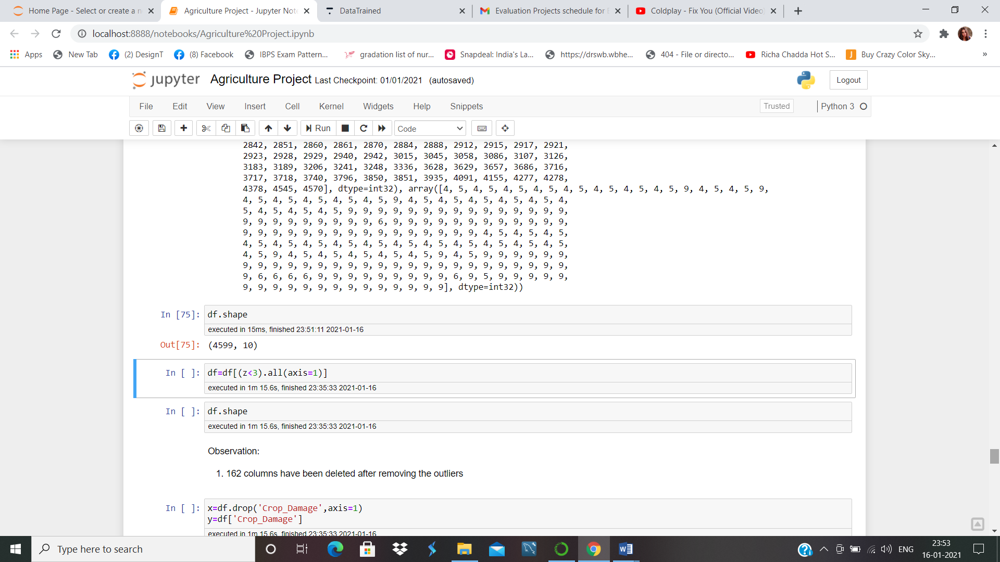 Home Page - Select or create a n
Agriculture Project - Jupyter Note
DataTrained
Evaluation Projects schedule for E
Coldplay - Fix You (Official Video)
localhost:8888/notebooks/Agriculture%20Project.ipynb
Apps
New Tab
(2) DesignT
(8) Facebook
IBPS Exam Pattern...
gradation list of nur...
Snapdeal: India's La...
https://drswb.wbhe...
404 - File or directo...
Richa Chadda Hot S...
Buy Crazy Color Sky...
»
jupyter Agriculture Project Last Checkpoint: 01/01/2021 (autosaved)
Logout
File Edit View Insert Cell Kernel Widgets Help Snippets
Trusted
Python 3
Run
Code
2842, 2851, 2860, 2861, 2870, 2884, 2888, 2912, 2915, 2917, 2921,
2923, 2928, 2929, 2940, 2942, 3015, 3045, 3058, 3086, 3107, 3126,
3183, 3189, 3206, 3241, 3248, 3336, 3628, 3629, 3657, 3686, 3716,
3717, 3718, 3740, 3796, 3850, 3851, 3935, 4091, 4155, 4277, 4278,
4378, 4545, 4570], dtype=int32), array([4, 5, 4, 5, 4, 5, 4, 5, 4, 5, 4, 5, 4, 5, 4, 5, 9, 4, 5, 4, 5, 9,
4, 5, 4, 5, 4, 5, 4, 5, 4, 5, 9, 4, 5, 4, 5, 4, 5, 4, 5, 4, 5, 4,
5, 4, 5, 4, 5, 4, 5, 9, 9, 9, 9, 9, 9, 9, 9, 9, 9, 9, 9, 9, 9, 9,
9, 9, 9, 9, 9, 9, 9, 9, 9, 6, 9, 9, 9, 9, 9, 9, 9, 9, 9, 9, 9, 9,
9, 9, 9, 9, 9, 9, 9, 9, 9, 9, 9, 9, 9, 9, 9, 9, 4, 5, 4, 5, 4, 5,
4, 5, 4, 5, 4, 5, 4, 5, 4, 5, 4, 5, 4, 5, 4, 5, 4, 5, 4, 5, 4, 5,
4, 5, 9, 4, 5, 4, 5, 4, 5, 4, 5, 4, 5, 9, 4, 5, 9, 9, 9, 9, 9, 9,
9, 9, 9, 9, 9, 9, 9, 9, 9, 9, 9, 9, 9, 9, 9, 9, 9, 9, 9, 9, 9, 9,
9, 6, 6, 6, 6, 9, 9, 9, 9, 9, 9, 9, 9, 9, 6, 9, 5, 9, 9, 9, 9, 9,
9, 9, 9, 9, 9, 9, 9, 9, 9, 9, 9, 9, 9, 9], dtype=int32))
In [75]: df.shape
executed in 15ms, finished 23:51:11 2021-01-16
Out[75]: (4599, 10)
In [ ]: df=df[(z<3).all(axis=1)]
executed in 1m 15.6s, finished 23:35:33 2021-01-16
In [ ]: df.shape
executed in 1m 15.6s, finished 23:35:33 2021-01-16
Observation:
1. 162 columns have been deleted after removing the outliers
In [ ]: x=df.drop('Crop_Damage',axis=1)
y=df['Crop_Damage']
executed in 1m 15.6s, finished 23:35:33 2021-01-16
Type here to search
ENG
23:53
16-01-2021